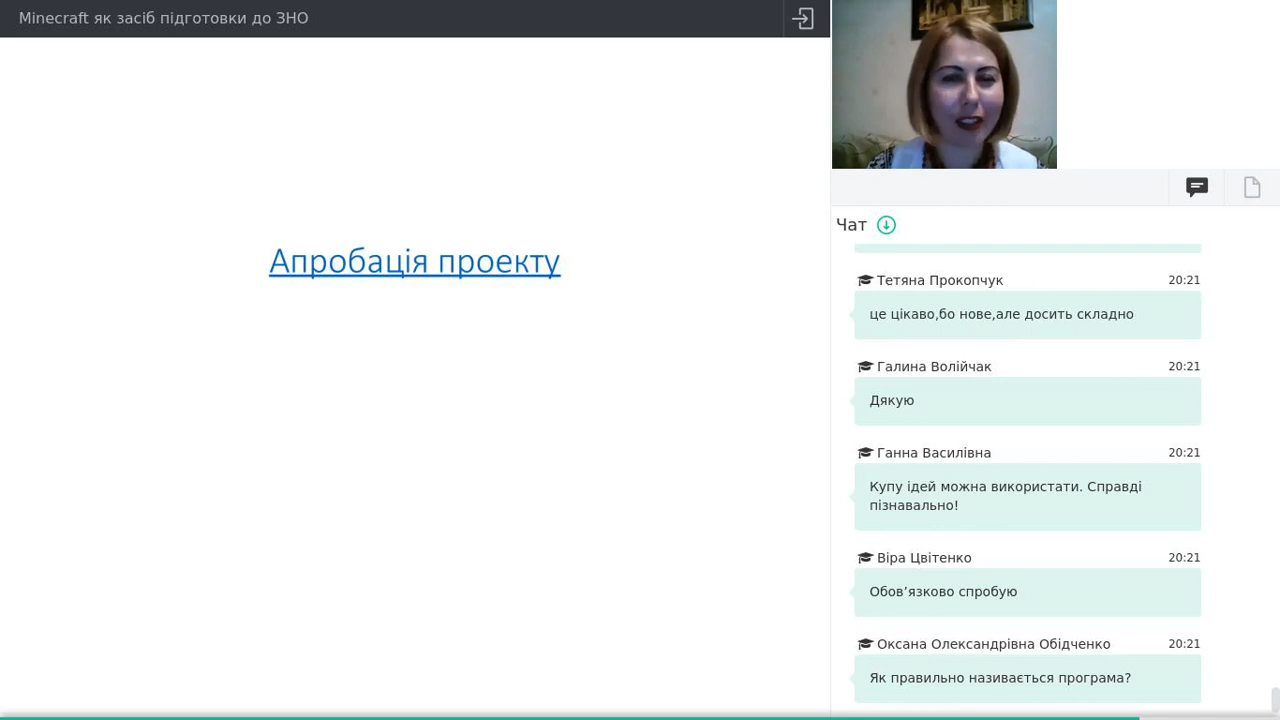 Minecraft як засіб підготовки до ЗНО
Апробація проекту
Чат
Тетяна Прокопчук 20:21
це цікаво,бо нове,але досить складно
Галина Волійчак 20:21
Дякую
Ганна Василівна 20:21
Купу ідей можна використати. Справді
пізнавально!
Віра Цвітенко 20:21
Обов’язково спробую
Оксана Олександрівна Обідченко 20:21
Як правильно називається програма?